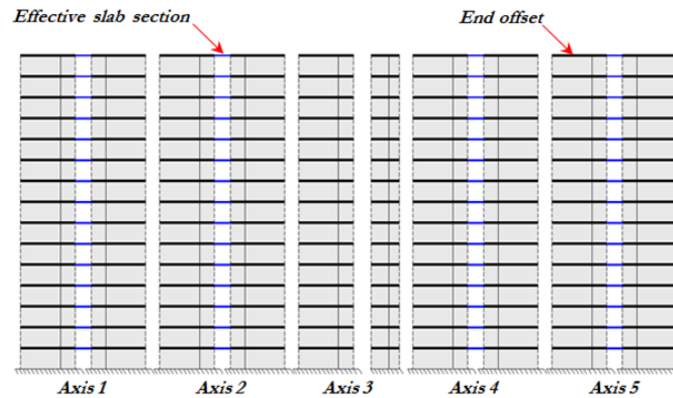 Effective slab section
End offset
Axis 1
Axis 2
Axis 3
Axis 4
Axis 5